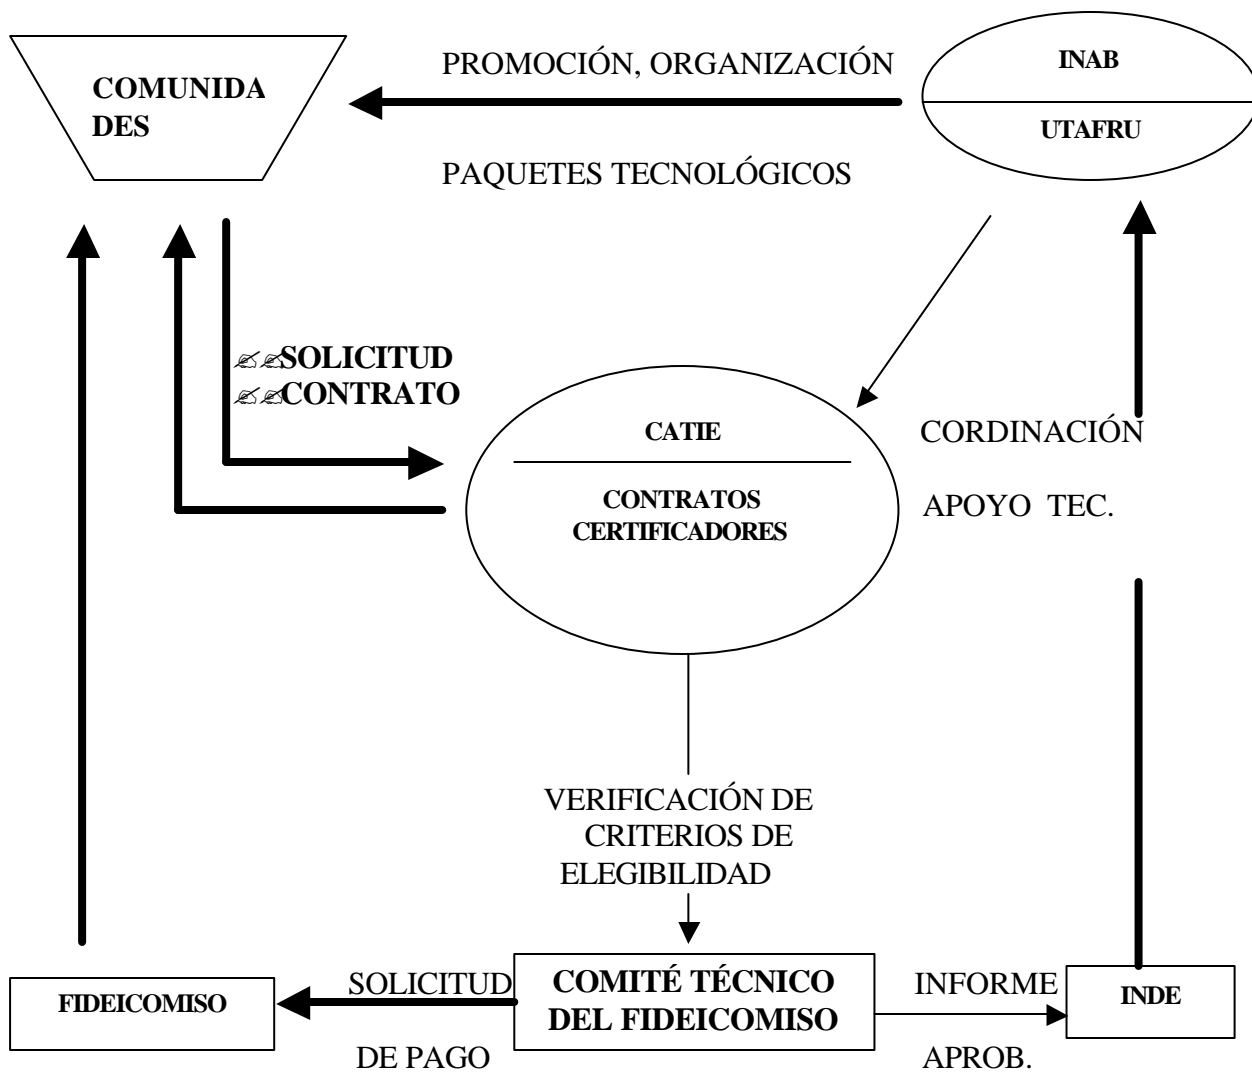 PROMOCIÓN, ORGANIZACIÓN
INAB
COMUNIDA
DES
UTAFRU
PAQUETES TECNOLÓGICOS
SOLICITUD
CONTRATO
CATIE
CORDINACIÓN
CONTRATOS
CERTIFICADORES
APOYO TEC.
VERIFICACIÓN DE
CRITERIOS DE
ELEGIBILIDAD
FIDEICOMISO
SOLICITUD
DE PAGO
COMITÉ TÉCNICO
DEL FIDEICOMISO
INFORME
APROB.
INDE